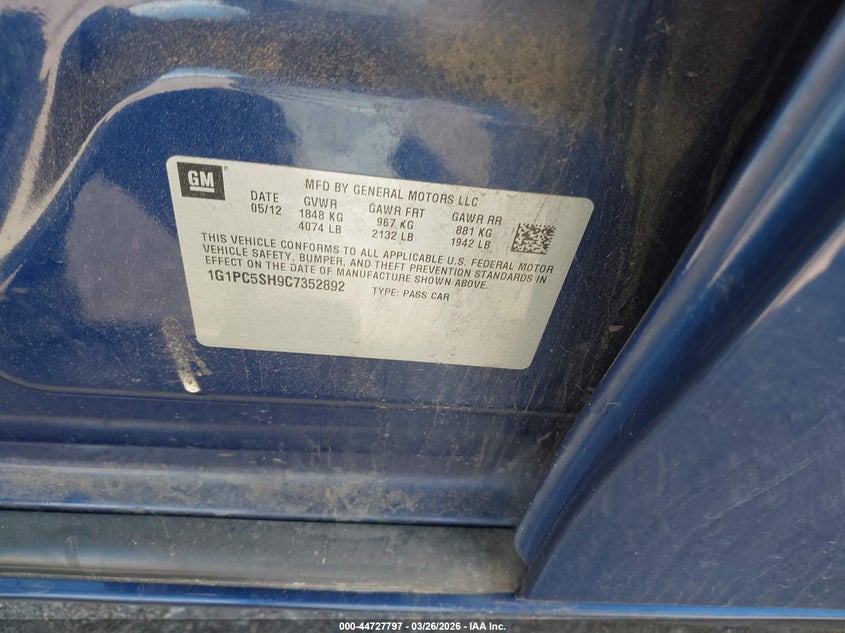 GM
MFD BY GENERAL MOTORS LLC
DATE GVWR GAWR FRT GAWR RR
05/12 1848 KG 967 KG 881 KG
4074 LB 2132 LB 1942 LB
THIS VEHICLE CONFORMS TO ALL APPLICABLE U.S. FEDERAL MOTOR
VEHICLE SAFETY, BUMPER, AND THEFT PREVENTION STANDARDS IN
EFFECT ON THE DATE OF MANUFACTURE SHOWN ABOVE.
1G1PC5SH9C7352892 TYPE: PASS CAR
000-44727797 - 03/26/2026 - IAA Inc.